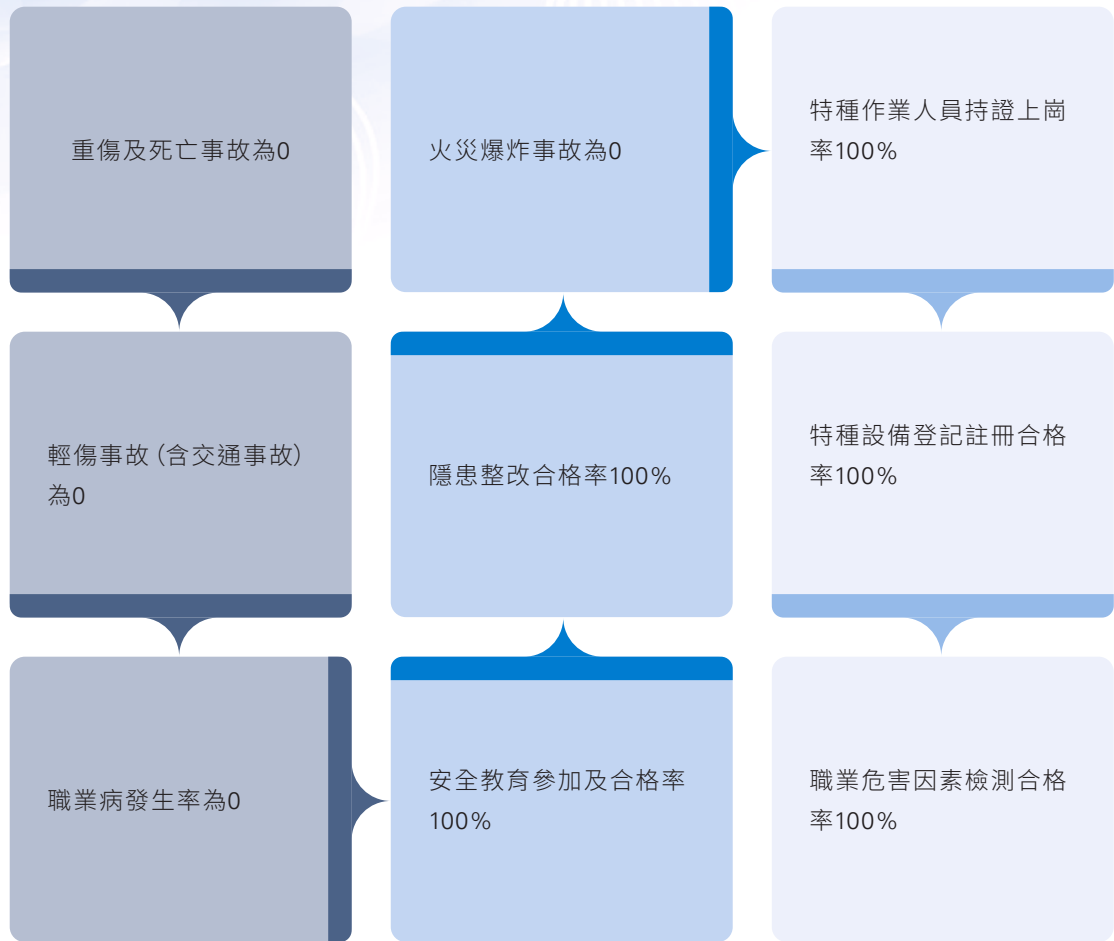 重傷及死亡事故為0
輕傷事故（含交通事故）
為0
職業病發生率為0
安全教育參加及合格率
100%
隱患整改合格率100%
火災爆炸事故為0
特種作業人員持證上崗
率100%
特種設備登記註冊合格
率100%
職業危害因素檢測合格
率100%